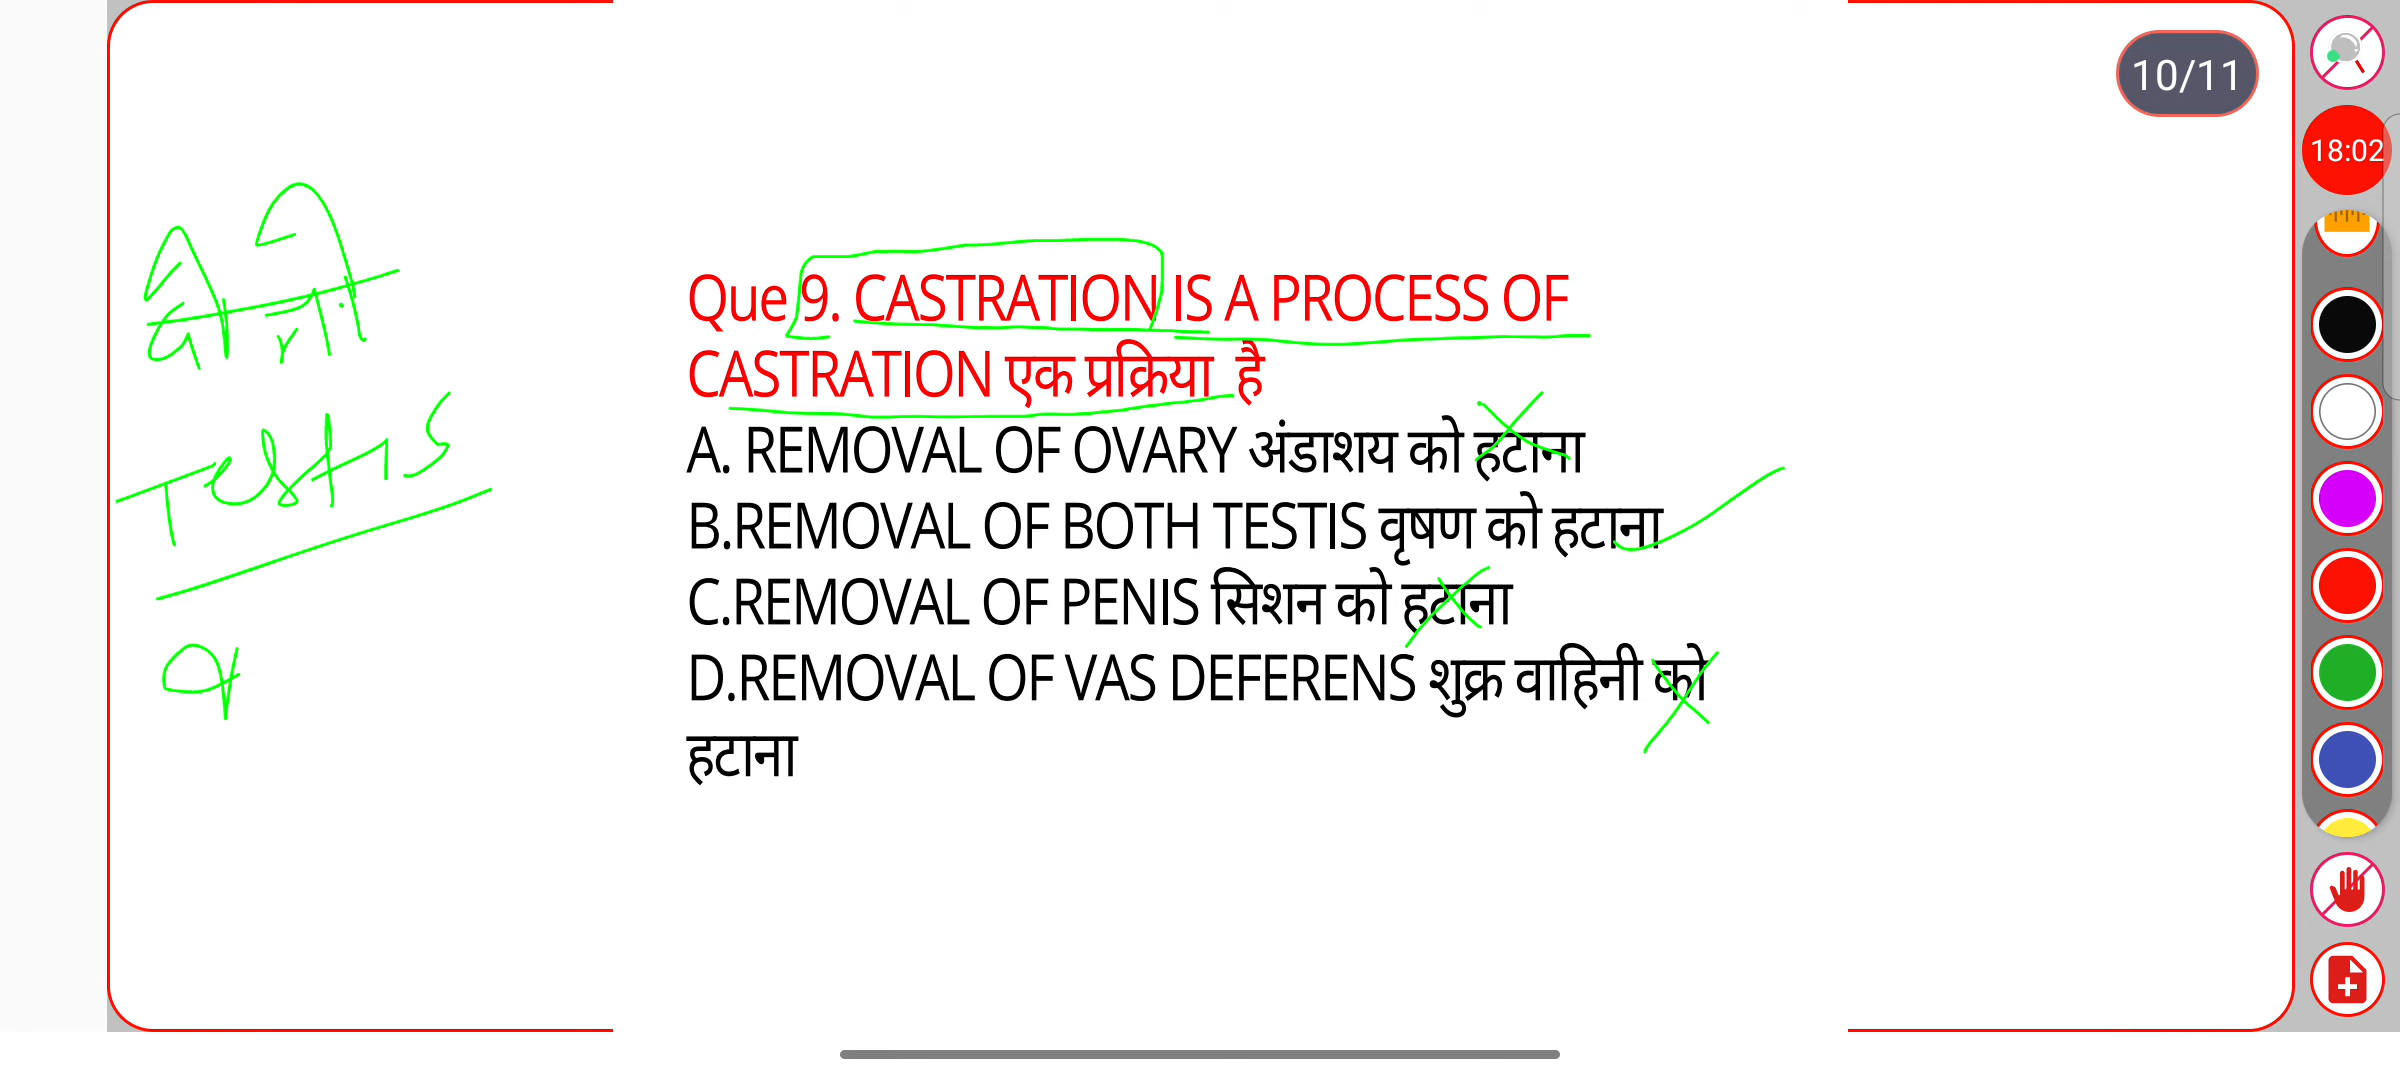 10/11
18:02
Testis
Que 9. CASTRATION IS A PROCESS OF
CASTRATION एक प्रक्रिया है
A. REMOVAL OF OVARY अंडाशय को हटाना
B.REMOVAL OF BOTH TESTIS वृषण को हटाना
C.REMOVAL OF PENIS सिशन को हटाना
D.REMOVAL OF VAS DEFERENS शुक्र वाहिनी को
हटाना